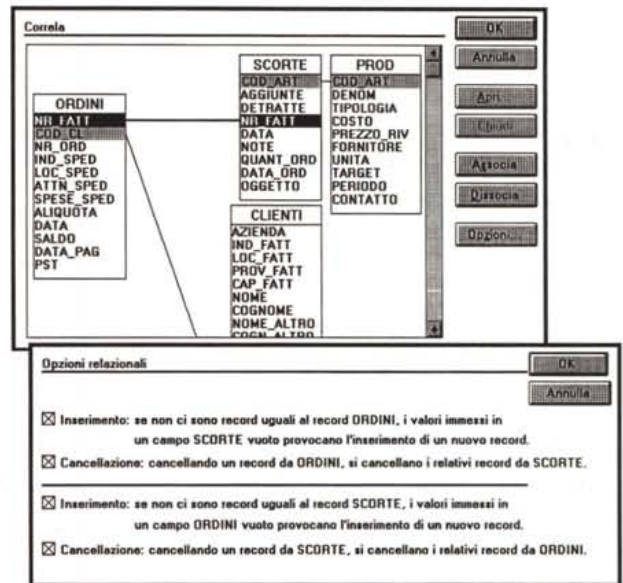 Correla
OK
Annulla
Apri...
Chiudi
Associa
Dissocia
Opzioni...
ORDINI
NR_FATT
COD_CL
NR_ORD
IND_SPED
LOC_SPED
ATTN_SPED
SPESE_SPED
ALIQUOTA
DATA
SALDO
DATA_PAG
PST
SCORTE
COD_ART
AGGIUNTE
DETRATTE
NR_FATT
DATA
NOTE
QUANT_ORD
DATA_ORD
OGGETTO
PROD
COD_ART
DENOM
TIPOLOGIA
COSTO
PREZZO_RIV
FORNITORE
UNITA
TARGET
PERIODO
CONTATTO
CLIENTI
AZIENDA
IND_FATT
LOC_FATT
PROV_FATT
CAP_FATT
NOME
COGNOME
NOME_ALTRO
COGN_ALTRO
Opzioni relazionali
OK
Annulla
Inserimento: se non ci sono record uguali al record ORDINI, i valori immessi in
un campo SCORTE vuoto provocano l'inserimento di un nuovo record.
Cancellazione: cancellando un record da ORDINI, si cancellano i relativi record da SCORTE.
Inserimento: se non ci sono record uguali al record SCORTE, i valori immessi in
un campo ORDINI vuoto provocano l'inserimento di un nuovo record.
Cancellazione: cancellando un record da SCORTE, si cancellano i relativi record da ORDINI.